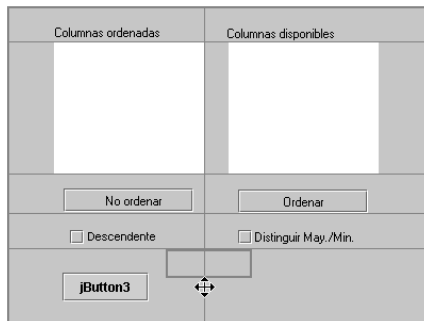 Columnas ordenadas
Columnas disponibles
No ordenar
Ordenar
Descendente
Distinguir May./Min.
jButton3